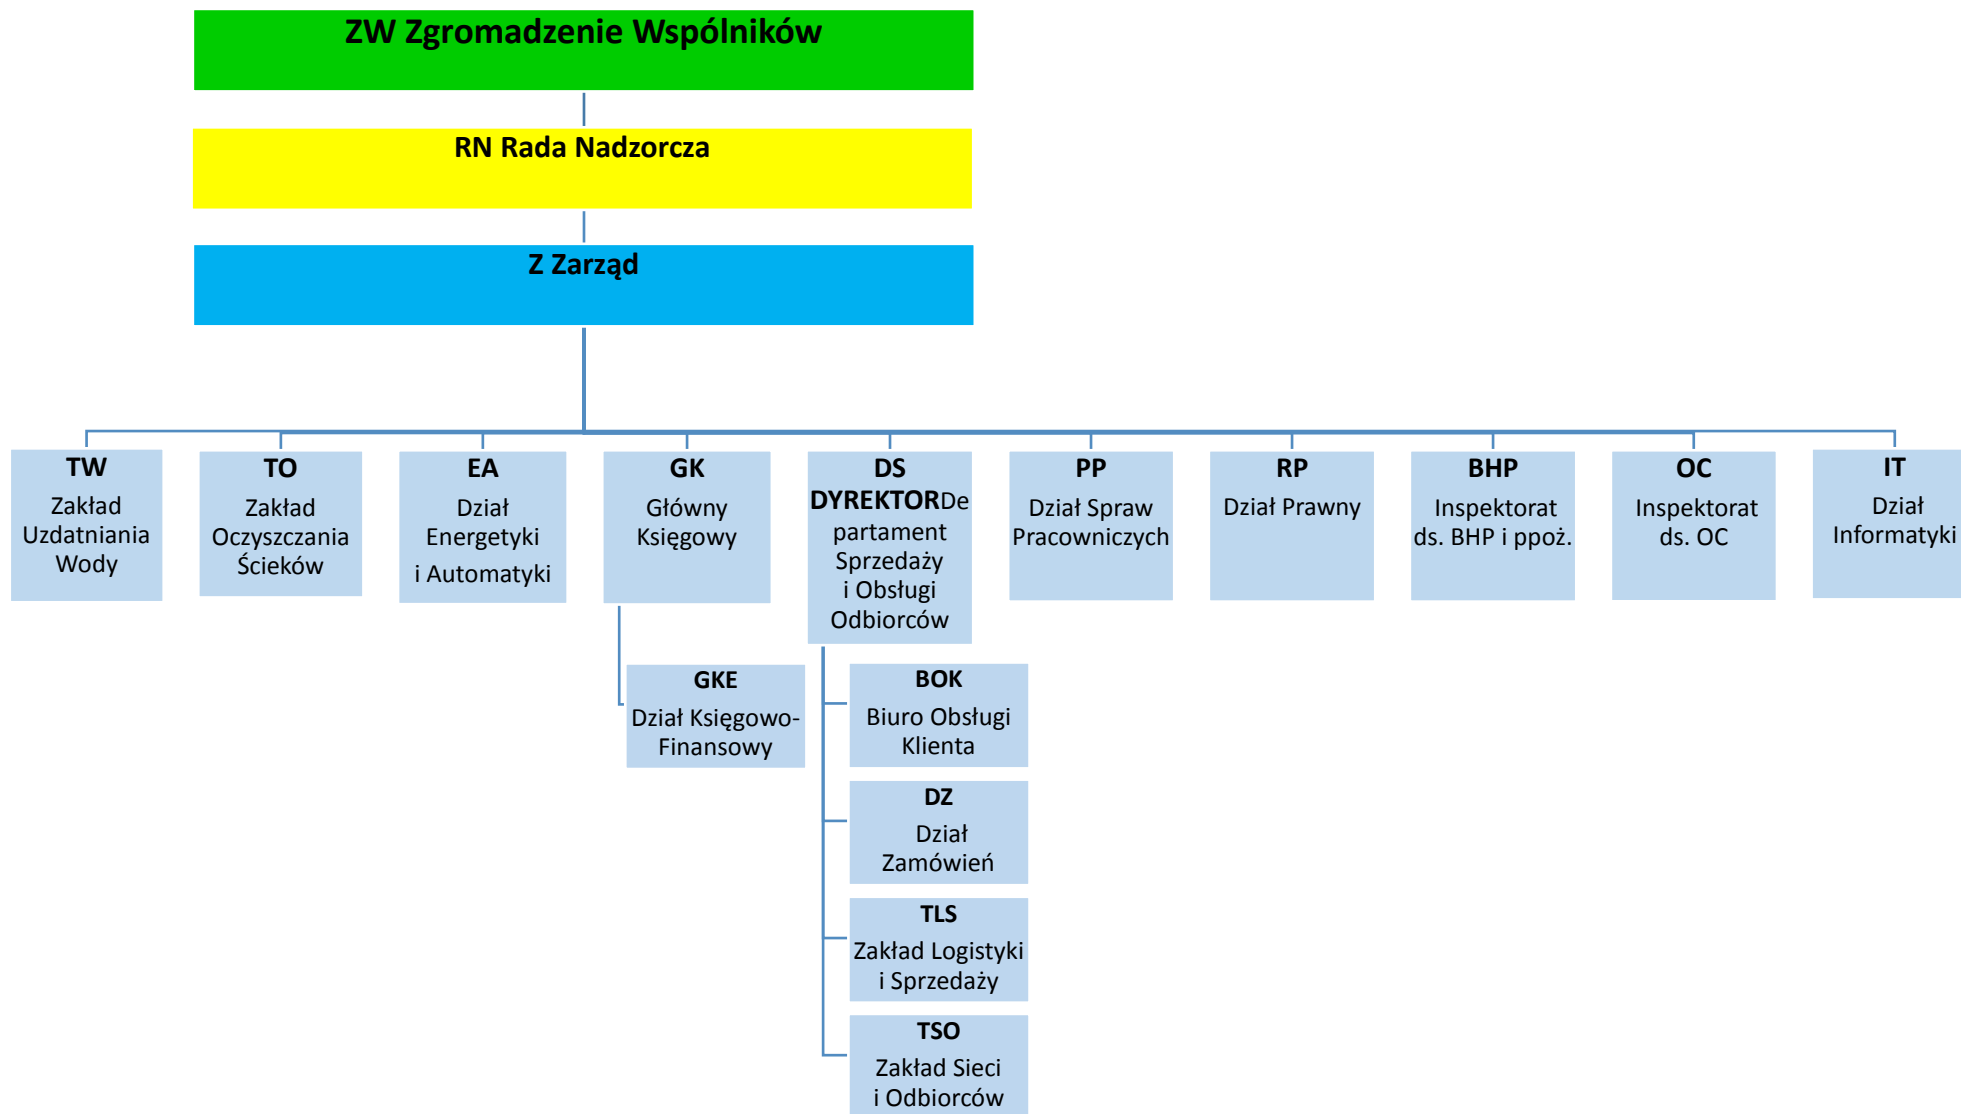 ZW Zgromadzenie Wspólników
RN Rada Nadzorcza
Z Zarząd
TW
Zakład
Uzdatniania
Wody
TO
Zakład
Oczyszczania
Ścieków
EA
Dział
Energetyki
i Automatyki
GK
Główny
Księgowy
DS
DYREKTORDe
partament
Sprzedaży
i Obsługi
Odbiorców
PP
Dział Spraw
Pracowniczych
RP
Dział Prawny
BHP
Inspektorat
ds. BHP i ppoż.
OC
Inspektorat
ds. OC
IT
Dział
Informatyki
GKE
Dział Księgowo-
Finansowy
BOK
Biuro Obsługi
Klienta
DZ
Dział
Zamówień
TLS
Zakład Logistyki
i Sprzedaży
TSO
Zakład Sieci
i Odbiorców